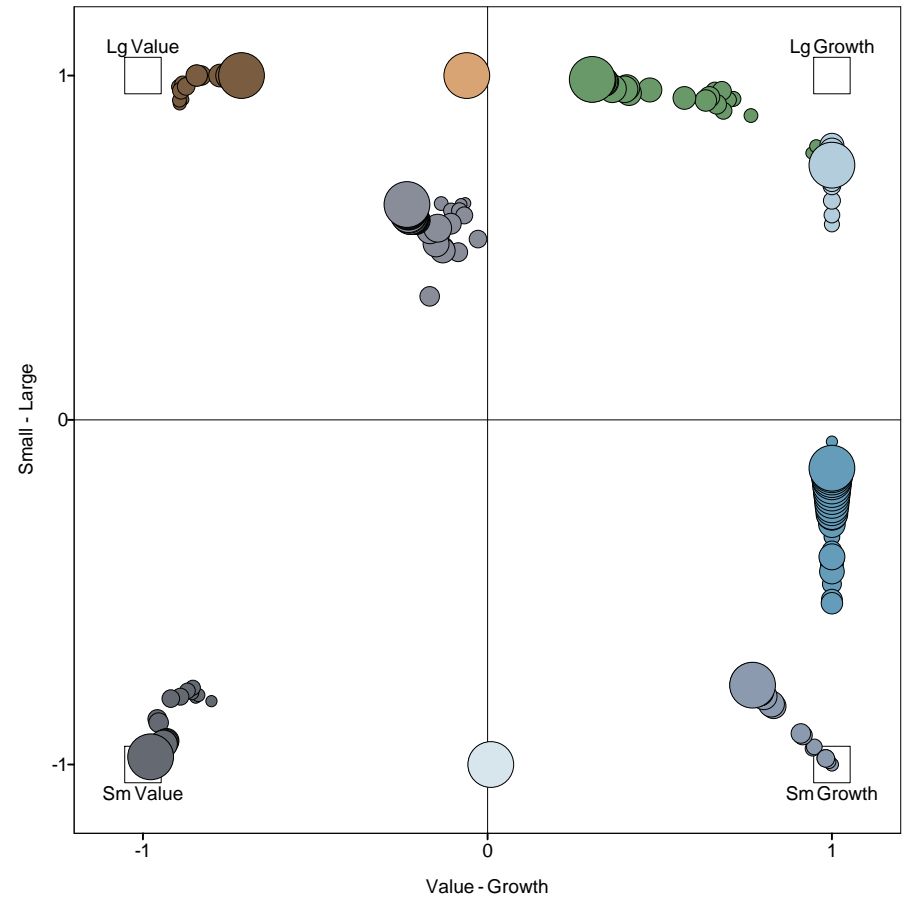 Lg Value
Lg Growth
1
Small - Large
0
-1
Sm Value
Sm Growth
-1
0
1
Value - Growth